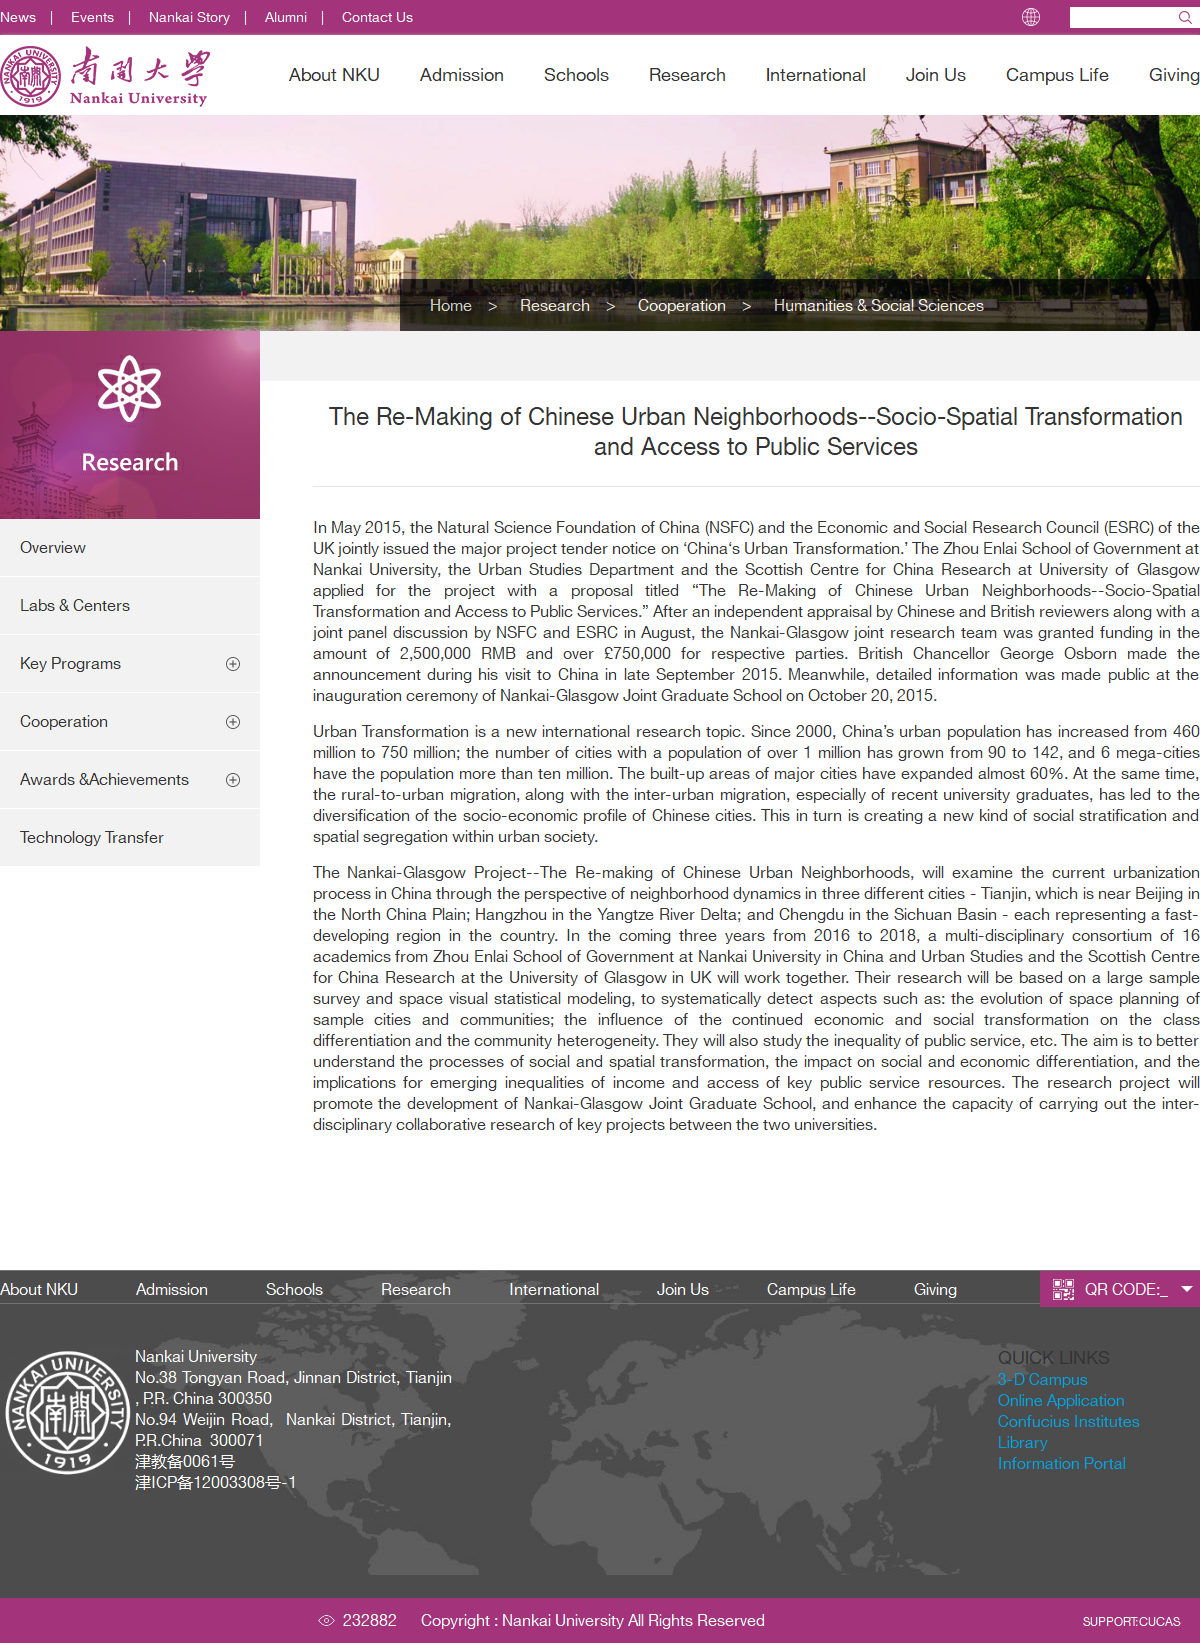 News | Events | Nankai Story | Alumni | Contact Us
NANKAI UNIVERSITY 南開 1919
南開大學
Nankai University
About NKU Admission Schools Research International Join Us Campus Life Giving
Home > Research > Cooperation > Humanities & Social Sciences
Research
Overview
Labs & Centers
Key Programs
Cooperation
Awards &Achievements
Technology Transfer
The Re-Making of Chinese Urban Neighborhoods--Socio-Spatial Transformation
and Access to Public Services
In May 2015, the Natural Science Foundation of China (NSFC) and the Economic and Social Research Council (ESRC) of the
UK jointly issued the major project tender notice on ‘China‘s Urban Transformation.’ The Zhou Enlai School of Government at
Nankai University, the Urban Studies Department and the Scottish Centre for China Research at University of Glasgow
applied for the project with a proposal titled “The Re-Making of Chinese Urban Neighborhoods--Socio-Spatial
Transformation and Access to Public Services.” After an independent appraisal by Chinese and British reviewers along with a
joint panel discussion by NSFC and ESRC in August, the Nankai-Glasgow joint research team was granted funding in the
amount of 2,500,000 RMB and over £750,000 for respective parties. British Chancellor George Osborn made the
announcement during his visit to China in late September 2015. Meanwhile, detailed information was made public at the
inauguration ceremony of Nankai-Glasgow Joint Graduate School on October 20, 2015.
Urban Transformation is a new international research topic. Since 2000, China’s urban population has increased from 460
million to 750 million; the number of cities with a population of over 1 million has grown from 90 to 142, and 6 mega-cities
have the population more than ten million. The built-up areas of major cities have expanded almost 60%. At the same time,
the rural-to-urban migration, along with the inter-urban migration, especially of recent university graduates, has led to the
diversification of the socio-economic profile of Chinese cities. This in turn is creating a new kind of social stratification and
spatial segregation within urban society.
The Nankai-Glasgow Project--The Re-making of Chinese Urban Neighborhoods, will examine the current urbanization
process in China through the perspective of neighborhood dynamics in three different cities - Tianjin, which is near Beijing in
the North China Plain; Hangzhou in the Yangtze River Delta; and Chengdu in the Sichuan Basin - each representing a fast-
developing region in the country. In the coming three years from 2016 to 2018, a multi-disciplinary consortium of 16
academics from Zhou Enlai School of Government at Nankai University in China and Urban Studies and the Scottish Centre
for China Research at the University of Glasgow in UK will work together. Their research will be based on a large sample
survey and space visual statistical modeling, to systematically detect aspects such as: the evolution of space planning of
sample cities and communities; the influence of the continued economic and social transformation on the class
differentiation and the community heterogeneity. They will also study the inequality of public service, etc. The aim is to better
understand the processes of social and spatial transformation, the impact on social and economic differentiation, and the
implications for emerging inequalities of income and access of key public service resources. The research project will
promote the development of Nankai-Glasgow Joint Graduate School, and enhance the capacity of carrying out the inter-
disciplinary collaborative research of key projects between the two universities.
About NKU Admission Schools Research International Join Us Campus Life Giving QR CODE:_
NANKAI UNIVERSITY 南開 1919
Nankai University
No.38 Tongyan Road, Jinnan District, Tianjin
, P.R. China 300350
No.94 Weijin Road, Nankai District, Tianjin,
P.R.China 300071
津教备0061号
津ICP备12003308号-1
QUICK LINKS
3-D Campus
Online Application
Confucius Institutes
Library
Information Portal
232882 Copyright : Nankai University All Rights Reserved SUPPORT:CUCAS